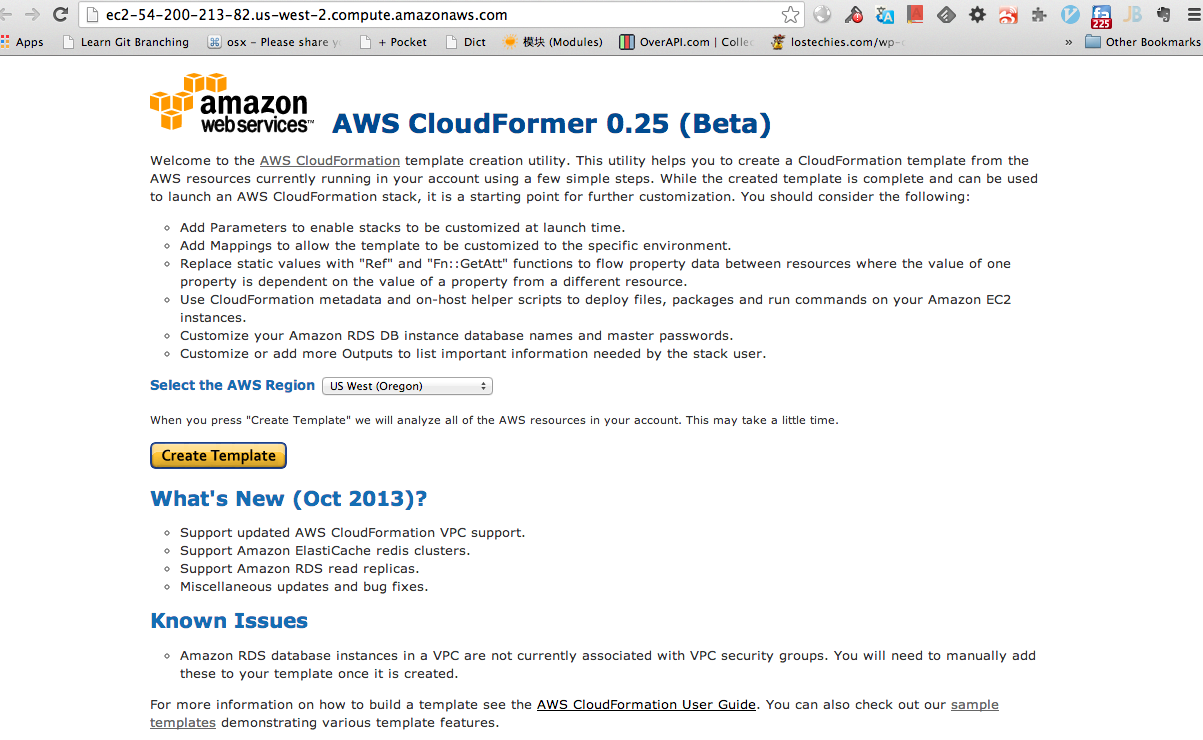 ec2-54-200-213-82.us-west-2.compute.amazonaws.com
225
Apps Learn Git Branching osx – Please share + Pocket Dict 模块 (Modules) OverAPI.com | Colle lostechies.com/wp- » Other Bookmarks
amazon
webservices™
AWS CloudFormer 0.25 (Beta)
Welcome to the AWS CloudFormation template creation utility. This utility helps you to create a CloudFormation template from the
AWS resources currently running in your account using a few simple steps. While the created template is complete and can be used
to launch an AWS CloudFormation stack, it is a starting point for further customization. You should consider the following:
Add Parameters to enable stacks to be customized at launch time.
Add Mappings to allow the template to be customized to the specific environment.
Replace static values with "Ref" and "Fn::GetAtt" functions to flow property data between resources where the value of one
property is dependent on the value of a property from a different resource.
Use CloudFormation metadata and on-host helper scripts to deploy files, packages and run commands on your Amazon EC2
instances.
Customize your Amazon RDS DB instance database names and master passwords.
Customize or add more Outputs to list important information needed by the stack user.
Select the AWS Region US West (Oregon)
When you press "Create Template" we will analyze all of the AWS resources in your account. This may take a little time.
Create Template
What's New (Oct 2013)?
Support updated AWS CloudFormation VPC support.
Support Amazon ElastiCache redis clusters.
Support Amazon RDS read replicas.
Miscellaneous updates and bug fixes.
Known Issues
Amazon RDS database instances in a VPC are not currently associated with VPC security groups. You will need to manually add
these to your template once it is created.
For more information on how to build a template see the AWS CloudFormation User Guide. You can also check out our sample
templates demonstrating various template features.